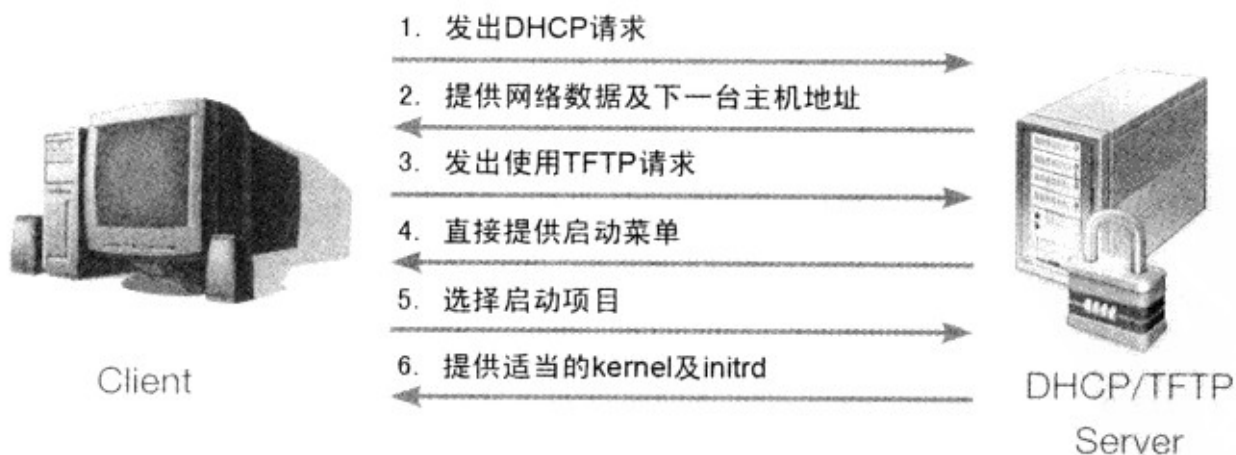 1. 发出DHCP请求
2. 提供网络数据及下一台主机地址
3. 发出使用TFTP请求
4. 直接提供启动菜单
5. 选择启动项目
6. 提供适当的kernel及initrd
Client
DHCP/TFTP
Server